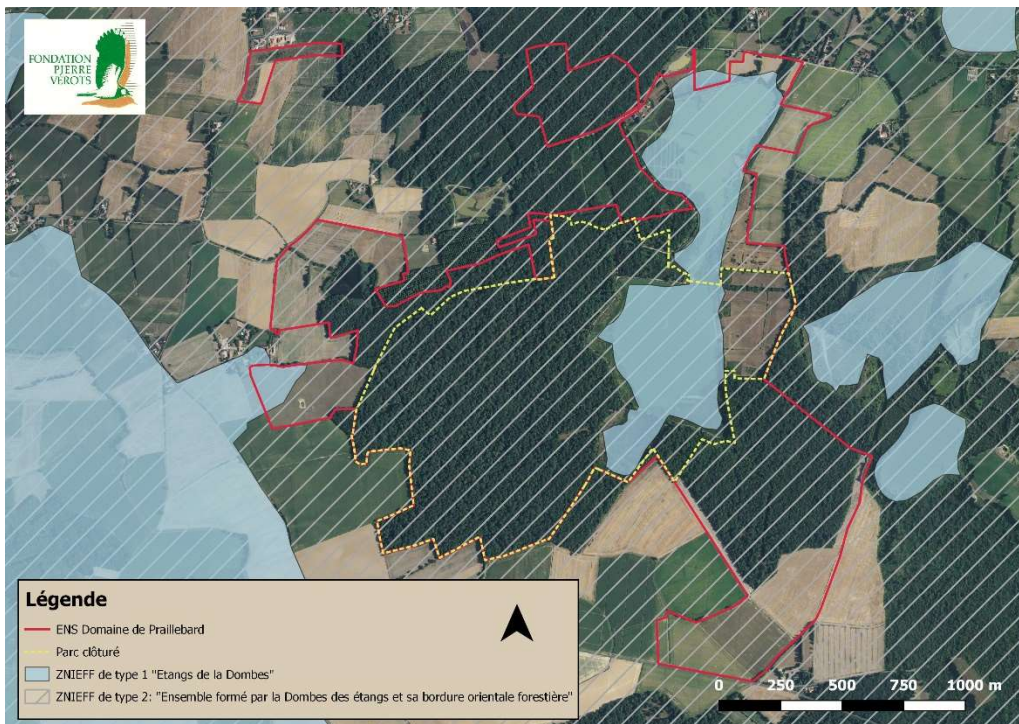 FONDATION
PIERRE
VEROTS
Légende
ENS Domaine de Praillebard
Parc clôturé
ZNIEFF de type 1 "Etangs de la Dombes"
ZNIEFF de type 2: "Ensemble formé par la Dombes des étangs et sa bordure orientale forestière"
0 250 500 750 1000 m